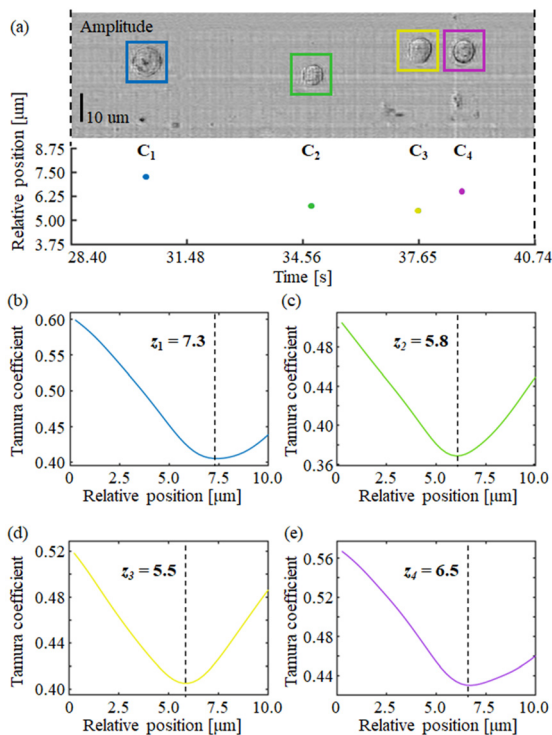 (a)
Amplitude
10 um
C₁ C₂ C₃ C₄
Relative position [μm]
8.75
7.50
6.25
5.00
3.75
28.40 31.48 34.56 37.65 40.74
Time [s]
(b)
z₁ = 7.3
Tamura coefficient
0.60
0.55
0.50
0.45
0.40
0 2.5 5.0 7.5 10.0
Relative position [μm]
(c)
z₂ = 5.8
Tamura coefficient
0.48
0.44
0.40
0.36
0 2.5 5.0 7.5 10.0
Relative position [μm]
(d)
z₃ = 5.5
Tamura coefficient
0.52
0.48
0.44
0.40
0 2.5 5.0 7.5 10.0
Relative position [μm]
(e)
z₄ = 6.5
Tamura coefficient
0.56
0.52
0.48
0.44
0 2.5 5.0 7.5 10.0
Relative position [μm]